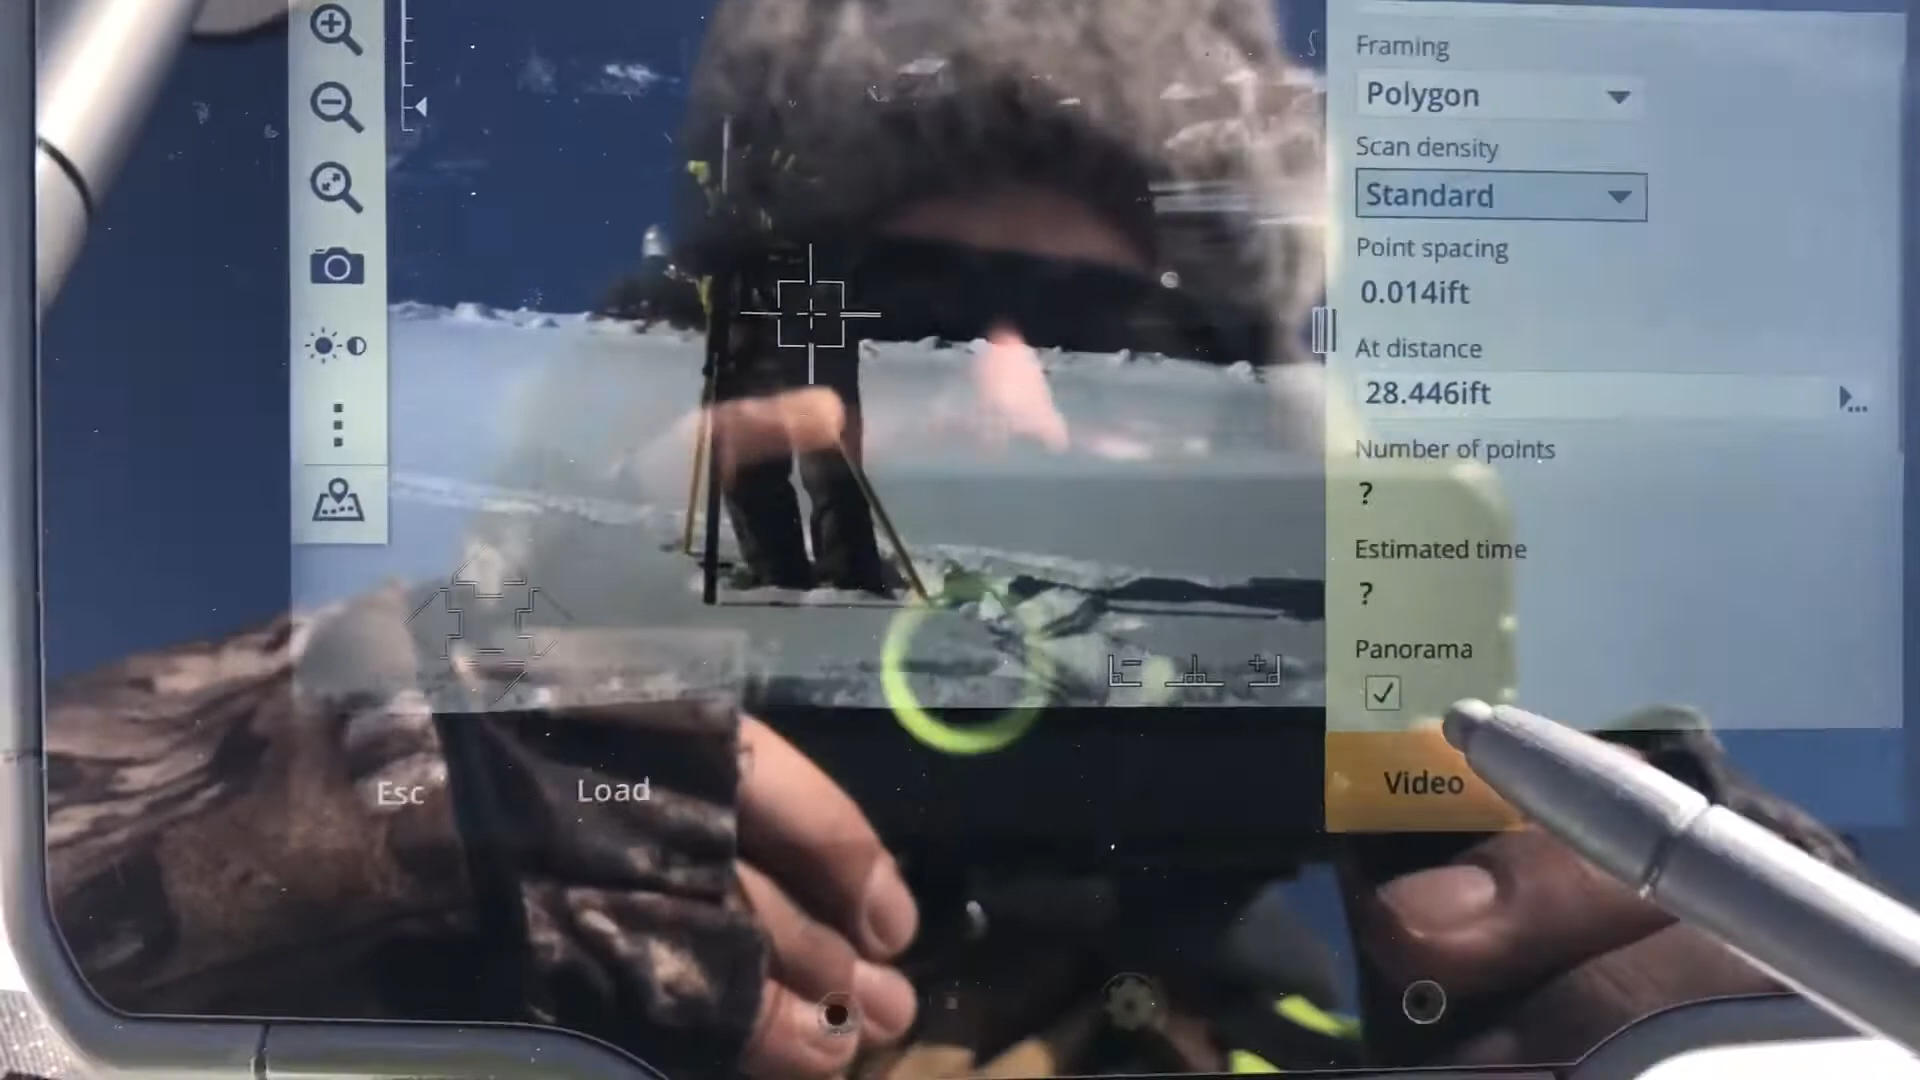 Framing
Polygon
Scan density
Standard
Point spacing
0.014ift
At distance
28.446ift
Number of points
?
Estimated time
?
Panorama
Esc
Load
Video